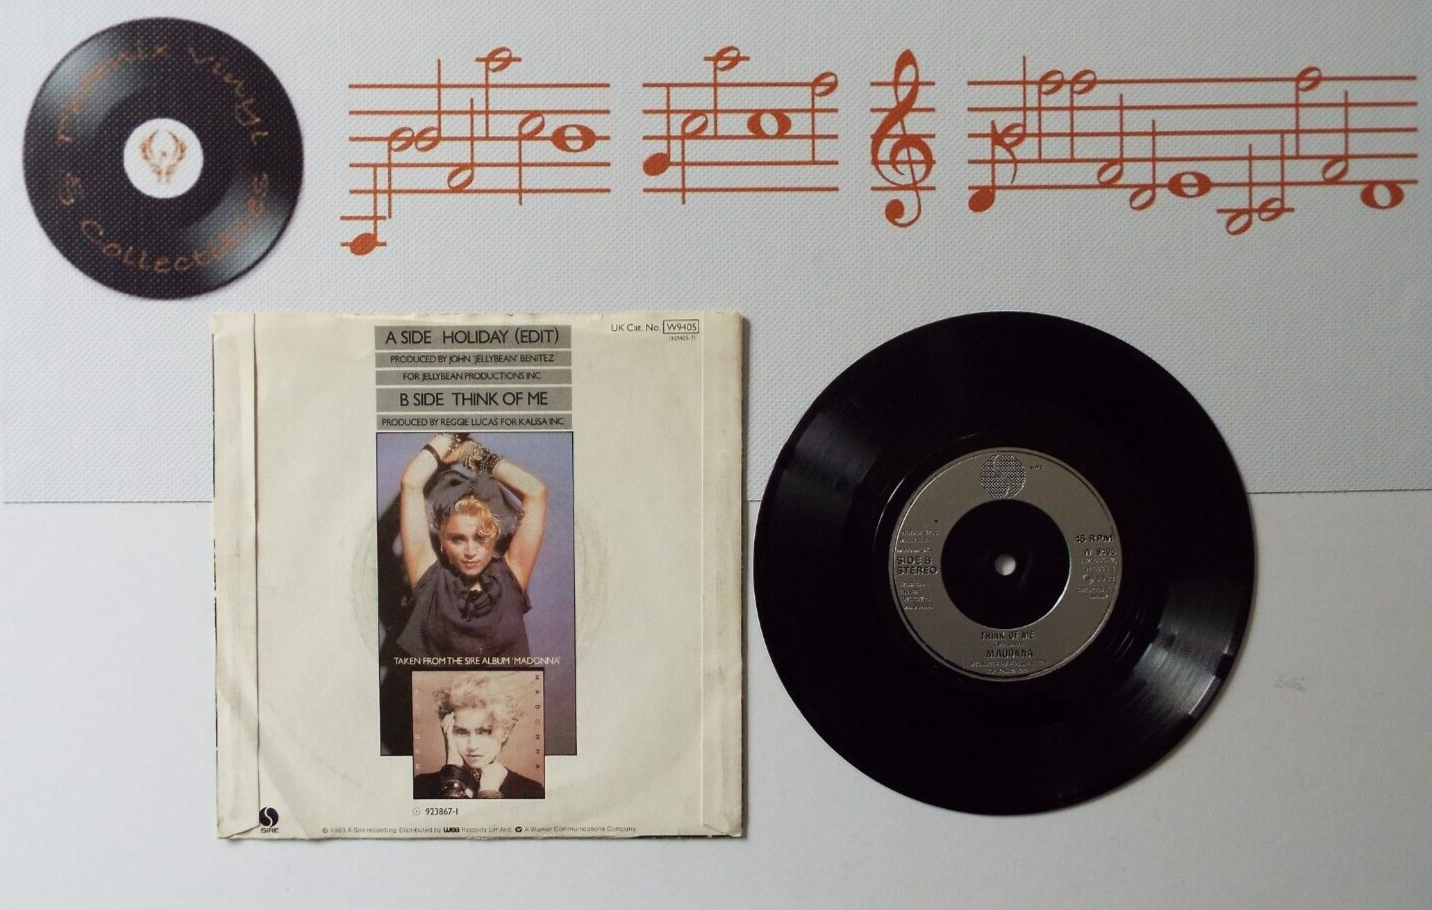 Vinyl
& Collectibles
A SIDE HOLIDAY (EDIT)
PRODUCED BY JOHN 'JELLYBEAN' BENITEZ
FOR JELLYBEAN PRODUCTIONS INC
B SIDE THINK OF ME
PRODUCED BY REGGIE LUCAS FOR KALISA INC
UK Cat. No. W9405
TAKEN FROM THE SIRE ALBUM 'MADONNA'
MADONNA
923867-1
SIRE
© 1983 A Sire recording. Distributed by wea Records Limited. A Warner Communications Company.
SIDE B
STEREO
45 RPM
W 9405
THINK OF ME
MADONNA